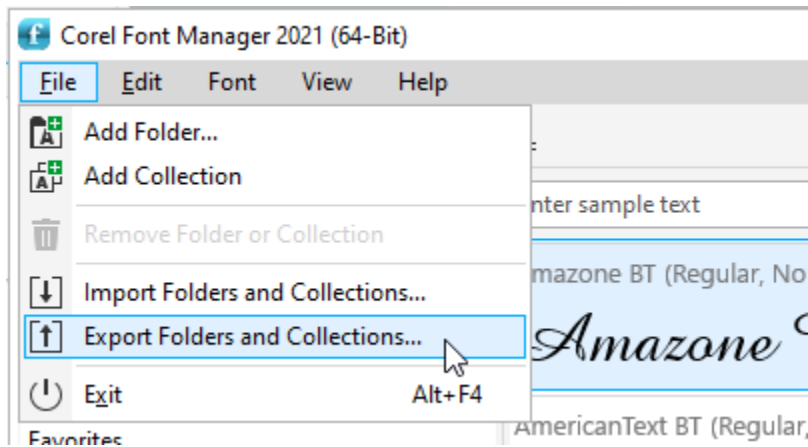 Corel Font Manager 2021 (64-Bit)
File Edit Font View Help
Add Folder...
Add Collection
nter sample text
Remove Folder or Collection
mazone BT (Regular, No
Import Folders and Collections...
Export Folders and Collections...
Amazone
Exit Alt+F4
AmericanText BT (Regular,
Favorites